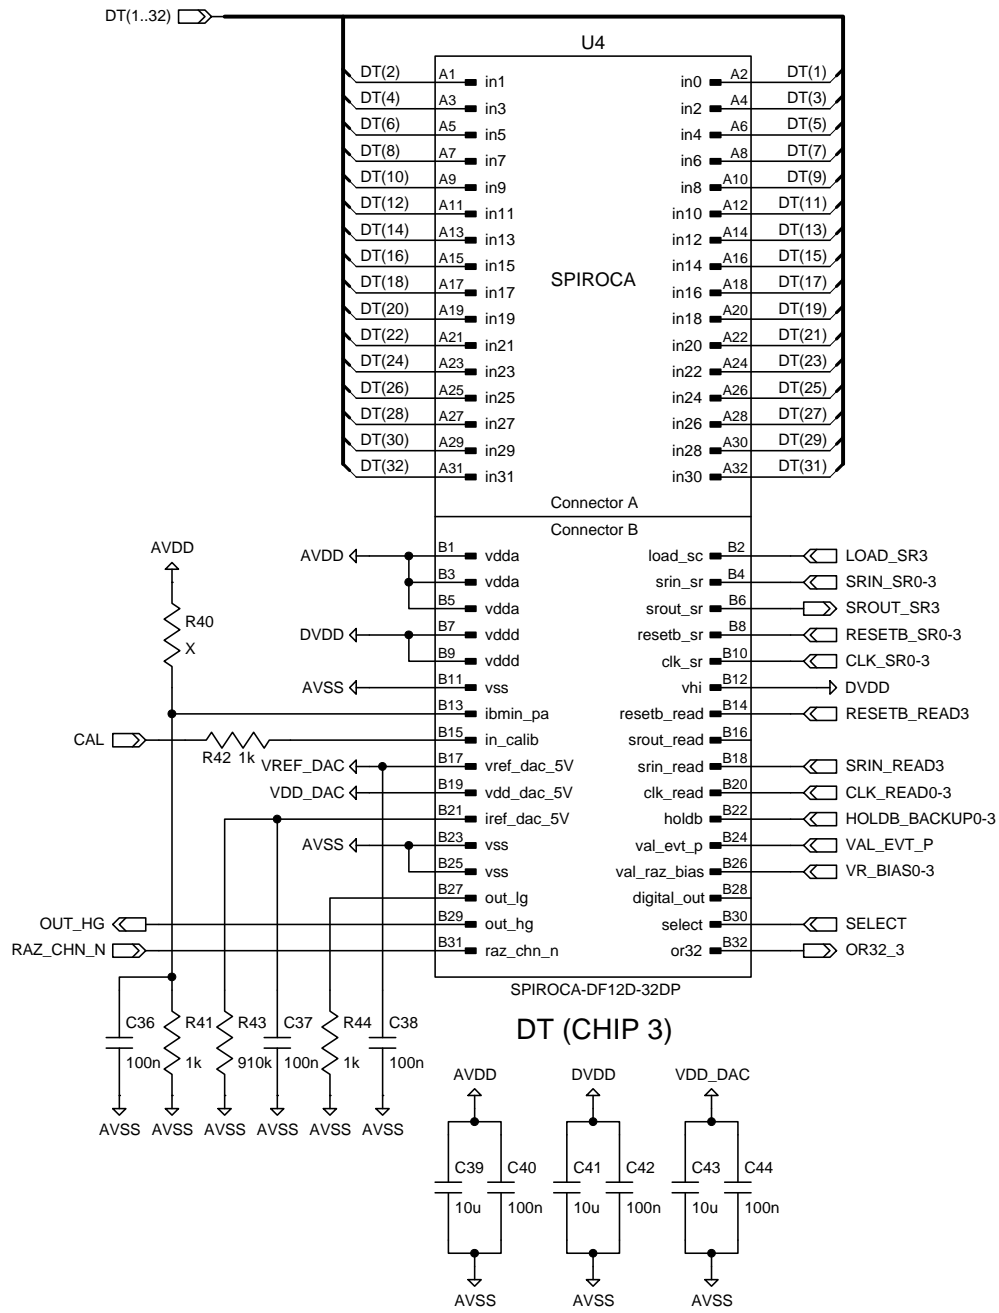 DT(1..32)
U4
DT(2) A1 in1 in0 A2 DT(1)
DT(4) A3 in3 in2 A4 DT(3)
DT(6) A5 in5 in4 A6 DT(5)
DT(8) A7 in7 in6 A8 DT(7)
DT(10) A9 in9 in8 A10 DT(9)
DT(12) A11 in11 in10 A12 DT(11)
DT(14) A13 in13 in12 A14 DT(13)
DT(16) A15 in15 in14 A16 DT(15)
SPIROCA
DT(18) A17 in17 in16 A18 DT(17)
DT(20) A19 in19 in18 A20 DT(19)
DT(22) A21 in21 in20 A22 DT(21)
DT(24) A23 in23 in22 A24 DT(23)
DT(26) A25 in25 in24 A26 DT(25)
DT(28) A27 in27 in26 A28 DT(27)
DT(30) A29 in29 in28 A30 DT(29)
DT(32) A31 in31 in30 A32 DT(31)
Connector A
Connector B
AVDD B1 vdda load_sc B2 LOAD_SR3
B3 vdda srin_sr B4 SRIN_SR0-3
B5 vdda srout_sr B6 SROUT_SR3
DVDD B7 vddd resetb_sr B8 RESETB_SR0-3
B9 vddd clk_sr B10 CLK_SR0-3
AVSS B11 vss vhi B12 DVDD
B13 ibmin_pa resetb_read B14 RESETB_READ3
CAL B15 in_calib srout_read B16
VREF_DAC B17 vref_dac_5V srin_read B18 SRIN_READ3
VDD_DAC B19 vdd_dac_5V clk_read B20 CLK_READ0-3
B21 iref_dac_5V holdb B22 HOLDB_BACKUP0-3
AVSS B23 vss val_evt_p B24 VAL_EVT_P
B25 vss val_raz_bias B26 VR_BIAS0-3
B27 out_lg digital_out B28
OUT_HG B29 out_hg select B30 SELECT
RAZ_CHN_N B31 raz_chn_n or32 B32 OR32_3
AVDD
R40
X
R42 1k
SPIROCA-DF12D-32DP
DT (CHIP 3)
C36 R41 R43 C37 R44 C38
100n 1k 910k 100n 1k 100n
AVSS AVSS AVSS AVSS AVSS AVSS
AVDD DVDD VDD_DAC
C39 C40 C41 C42 C43 C44
10u 100n 10u 100n 10u 100n
AVSS AVSS AVSS